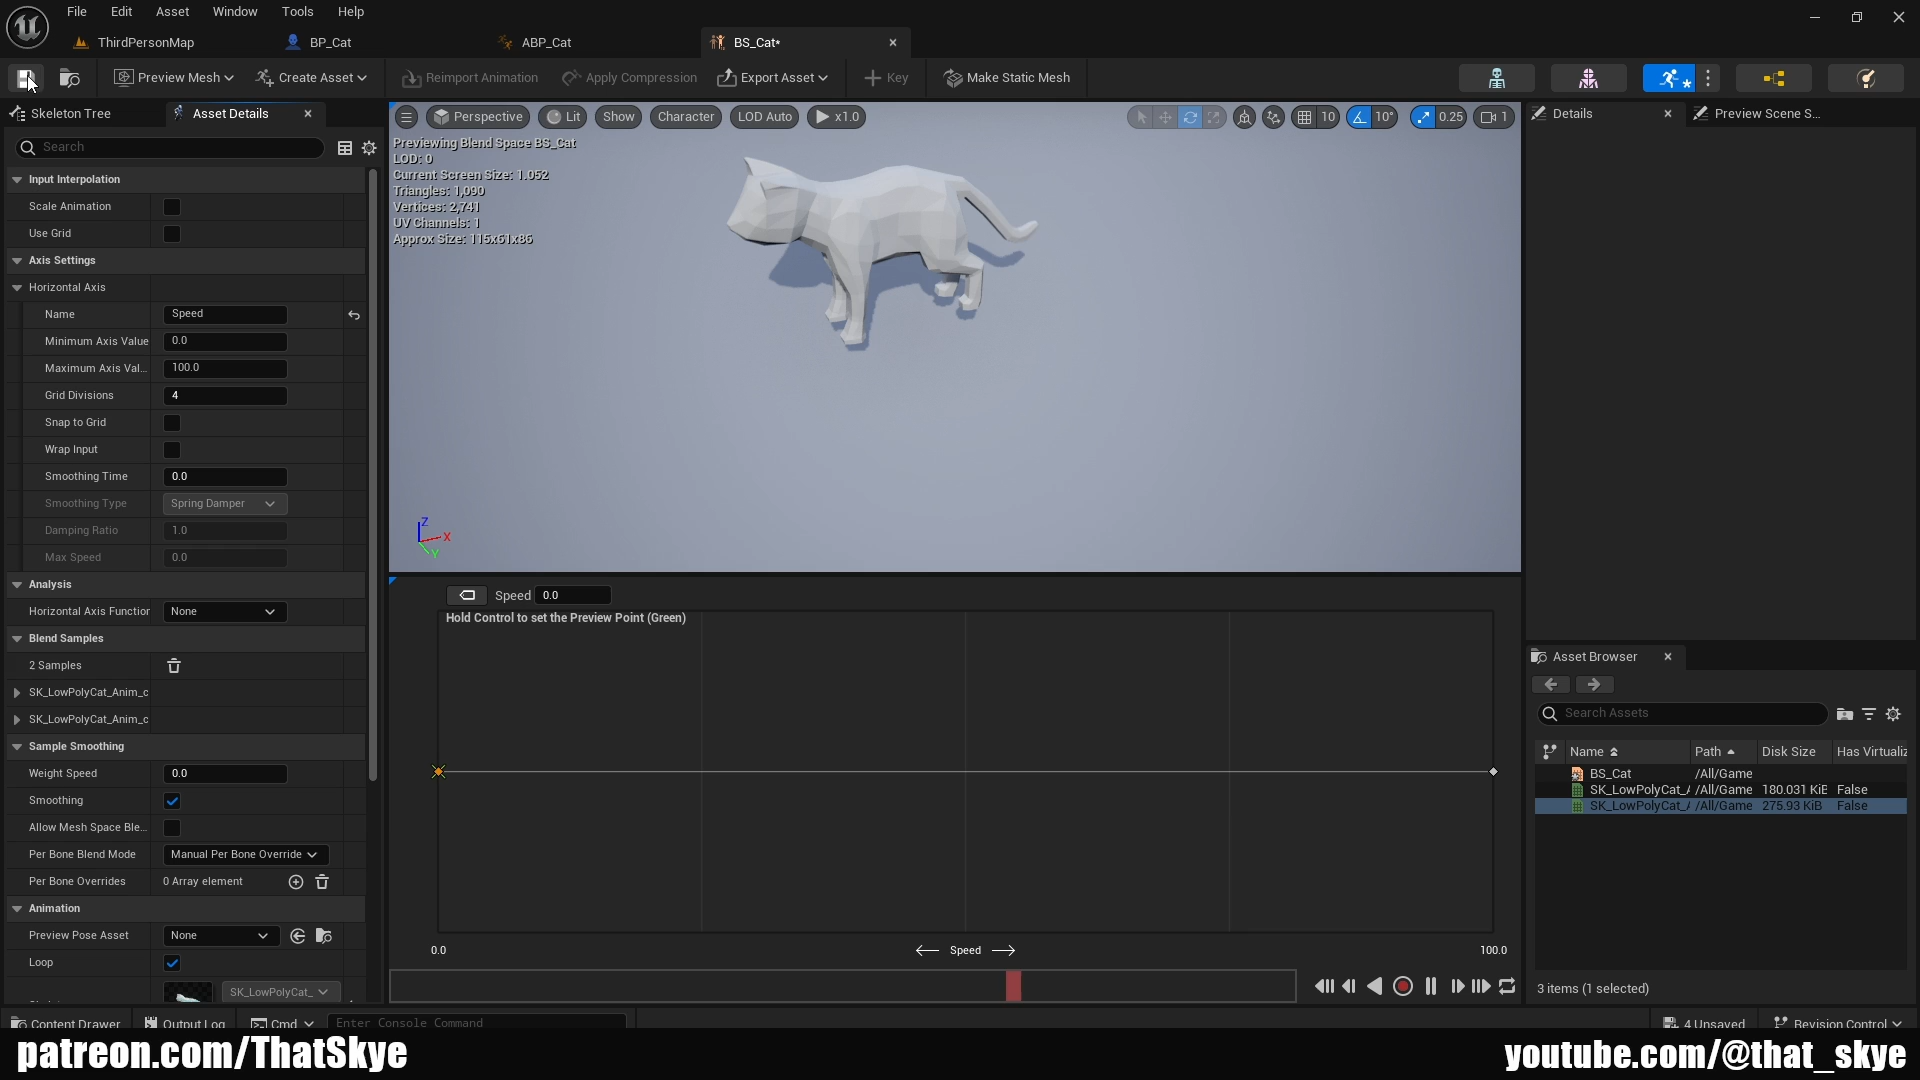 File Edit Asset Window Tools Help
ThirdPersonMap BP_Cat ABP_Cat BS_Cat*
Preview Mesh Create Asset Reimport Animation Apply Compression Export Asset Key Make Static Mesh
Skeleton Tree Asset Details
Search
Input Interpolation
Scale Animation
Use Grid
Axis Settings
Horizontal Axis
Name Speed
Minimum Axis Value 0.0
Maximum Axis Val... 100.0
Grid Divisions 4
Snap to Grid
Wrap Input
Smoothing Time 0.0
Smoothing Type Spring Damper
Damping Ratio 1.0
Max Speed 0.0
Analysis
Horizontal Axis Function None
Blend Samples
2 Samples
SK_LowPolyCat_Anim_c
SK_LowPolyCat_Anim_c
Sample Smoothing
Weight Speed 0.0
Smoothing
Allow Mesh Space Ble...
Per Bone Blend Mode Manual Per Bone Override
Per Bone Overrides 0 Array element
Animation
Preview Pose Asset None
Loop
SK_LowPolyCat_
Perspective Lit Show Character LOD Auto x1.0 10 10° 0.25 1
Previewing Blend Space BS_Cat
LOD: 0
Current Screen Size: 1.052
Triangles: 1,090
Vertices: 2,741
UV Channels: 1
Approx Size: 115x61x86
Z
X
Y
Speed 0.0
Hold Control to set the Preview Point (Green)
0.0 Speed 100.0
Details Preview Scene S...
Asset Browser
Search Assets
Name Path Disk Size Has Virtualiz
BS_Cat /All/Game
SK_LowPolyCat_A /All/Game 180.031 KiB False
SK_LowPolyCat_A /All/Game 275.93 KiB False
3 items (1 selected)
Content Drawer Output Log Cmd Enter Console Command 4 Unsaved Revision Control
patreon.com/ThatSkye youtube.com/@that_skye